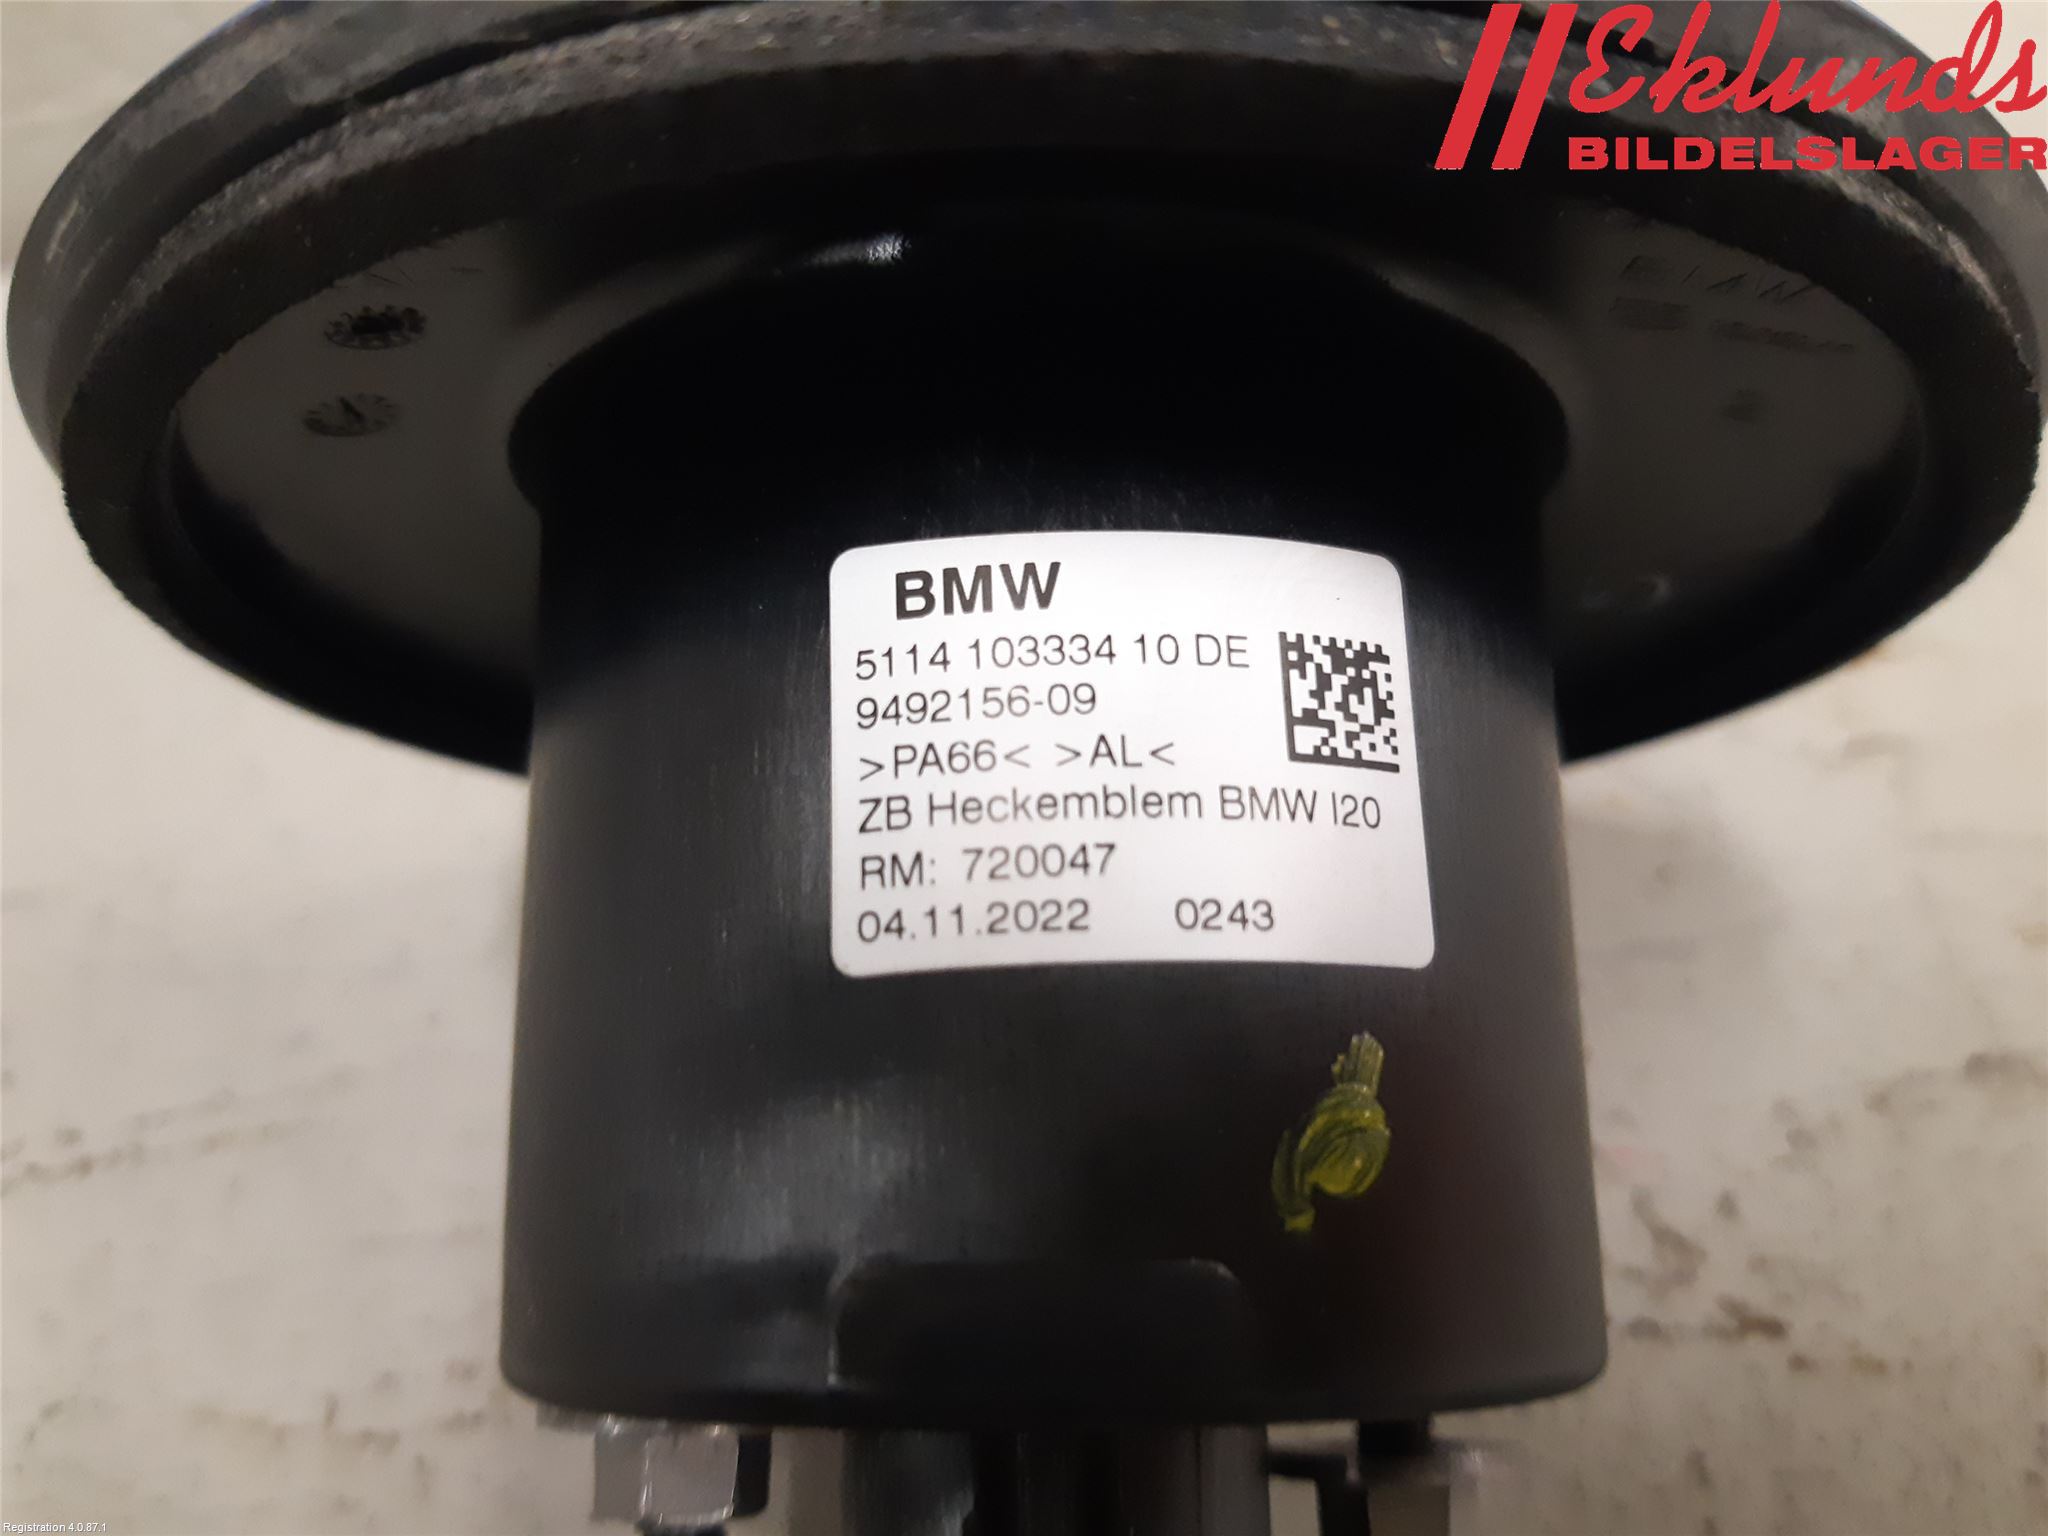 Eklunds
BILDELSLAGER
BMW
BMW
5114 103334 10 DE
9492156-09
>PA66< >AL<
ZB Heckemblem BMW I20
RM: 720047
04.11.2022 0243
Registration 4.0.87.1